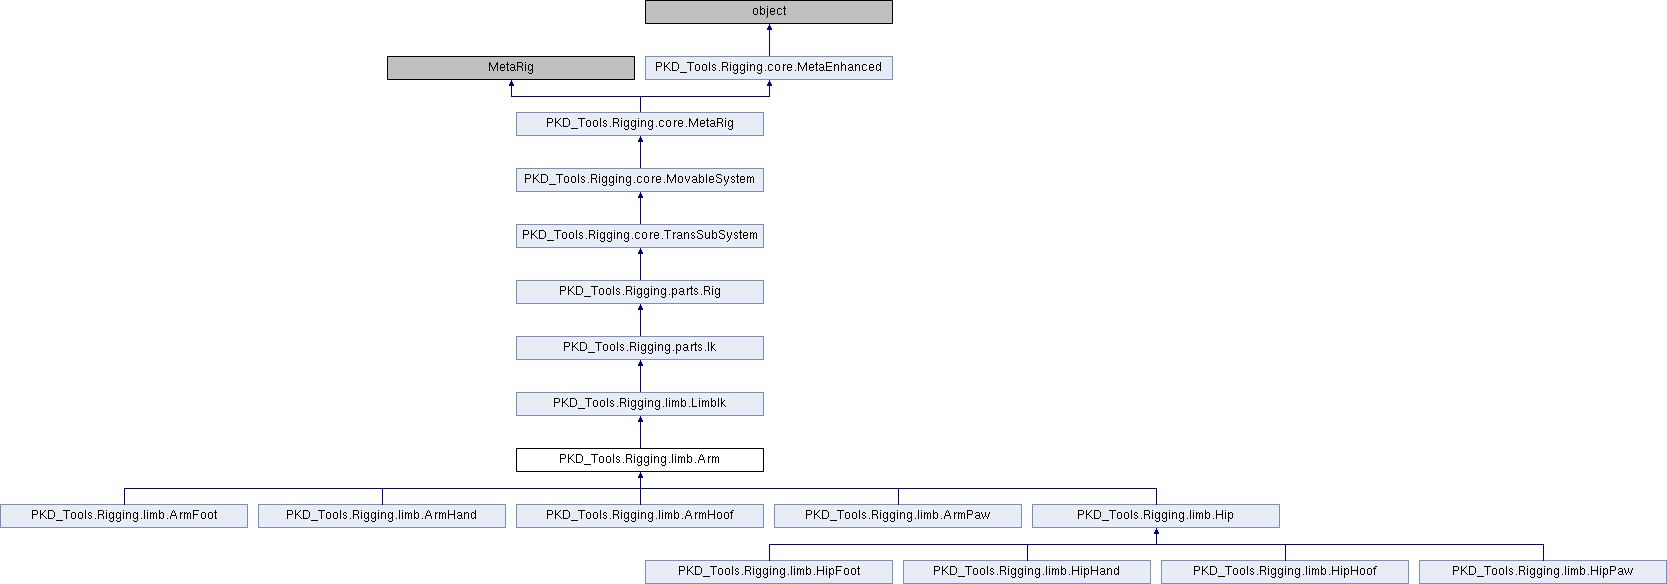 object
MetaRig
PKD_Tools.Rigging.core.MetaEnhanced
PKD_Tools.Rigging.core.MetaRig
PKD_Tools.Rigging.core.MovableSystem
PKD_Tools.Rigging.core.TransSubSystem
PKD_Tools.Rigging.parts.Rig
PKD_Tools.Rigging.parts.Ik
PKD_Tools.Rigging.limb.LimbIk
PKD_Tools.Rigging.limb.Arm
PKD_Tools.Rigging.limb.ArmFoot
PKD_Tools.Rigging.limb.ArmHand
PKD_Tools.Rigging.limb.ArmHoof
PKD_Tools.Rigging.limb.ArmPaw
PKD_Tools.Rigging.limb.Hip
PKD_Tools.Rigging.limb.HipFoot
PKD_Tools.Rigging.limb.HipHand
PKD_Tools.Rigging.limb.HipHoof
PKD_Tools.Rigging.limb.HipPaw